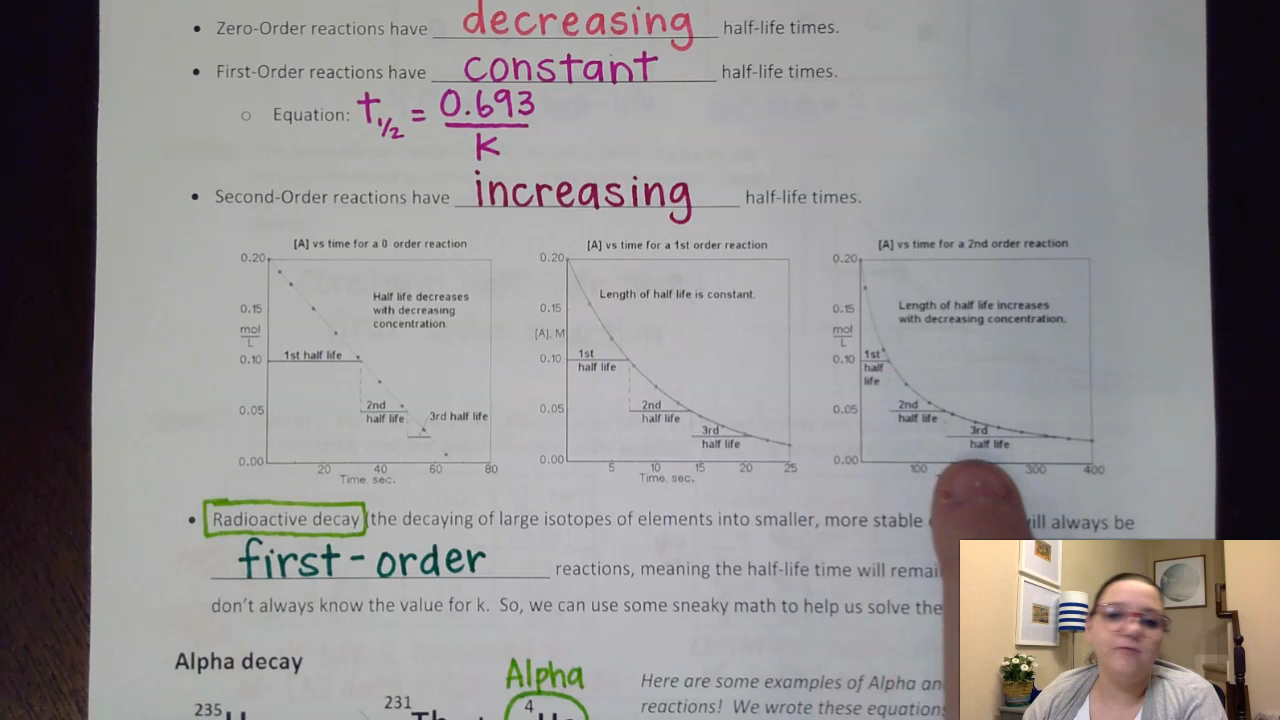 • Zero-Order reactions have decreasing half-life times.
• First-Order reactions have constant half-life times.
o Equation: t1/2 = 0.693
k
• Second-Order reactions have increasing half-life times.
[A] vs time for a 0 order reaction
0.20
0.15
mol
L
0.10
0.05
0.00
Half life decreases
with decreasing
concentration.
1st half life
2nd
half life
3rd half life
20 40 60 80
Time, sec.
[A] vs time for a 1st order reaction
0.20
0.15
[A], M
0.10
0.05
0.00
Length of half life is constant.
1st
half life
2nd
half life
3rd
half life
5 10 15 20 25
Time, sec.
[A] vs time for a 2nd order reaction
0.20
0.15
mol
L
0.10
0.05
0.00
Length of half life increases
with decreasing concentration.
1st
half
life
2nd
half life
3rd
half life
100 300 400
• Radioactive decay (the decaying of large isotopes of elements into smaller, more stable will always be
first-order reactions, meaning the half-life time will
don't always know the value for k. So, we can use some sneaky math to help us solve the
Alpha decay
Alpha
Here are some examples of Alpha
reactions! We wrote these equations
235
231
4